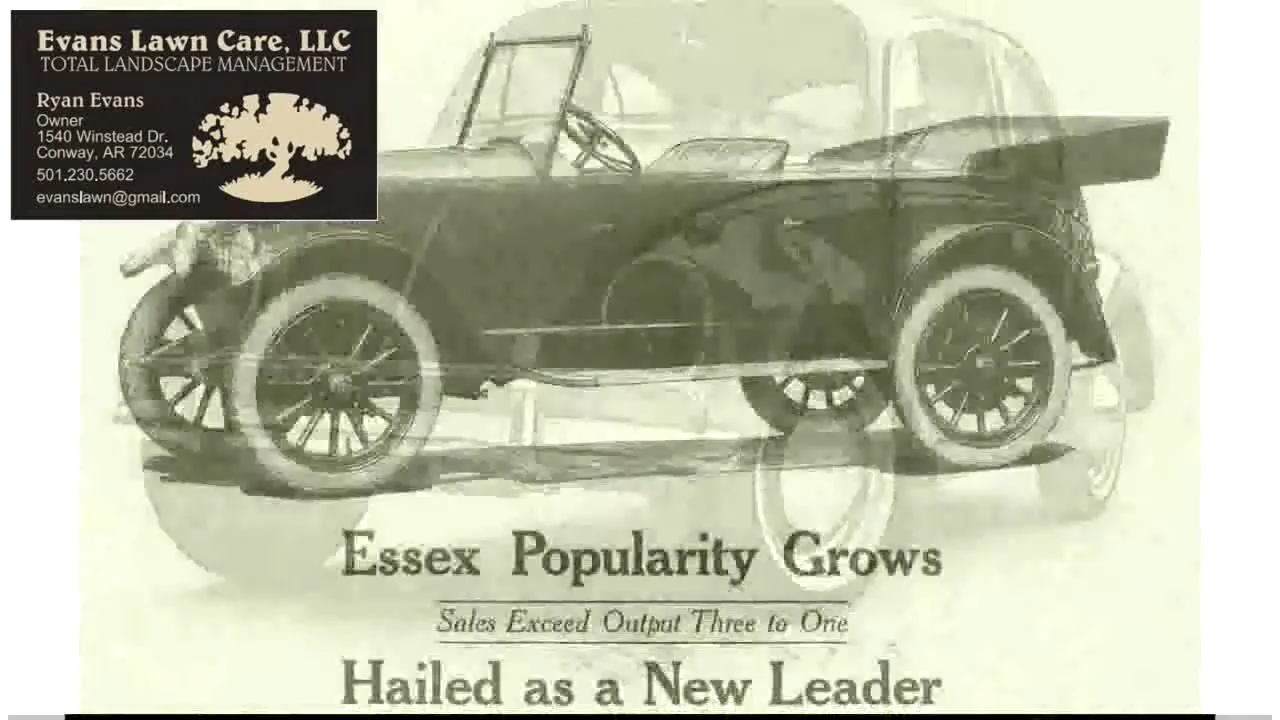 Evans Lawn Care, LLC
TOTAL LANDSCAPE MANAGEMENT
Ryan Evans
Owner
1540 Winstead Dr.
Conway, AR 72034
501.230.5662
evanslawn@gmail.com
Essex Popularity Grows
Sales Exceed Output Three to One
Hailed as a New Leader